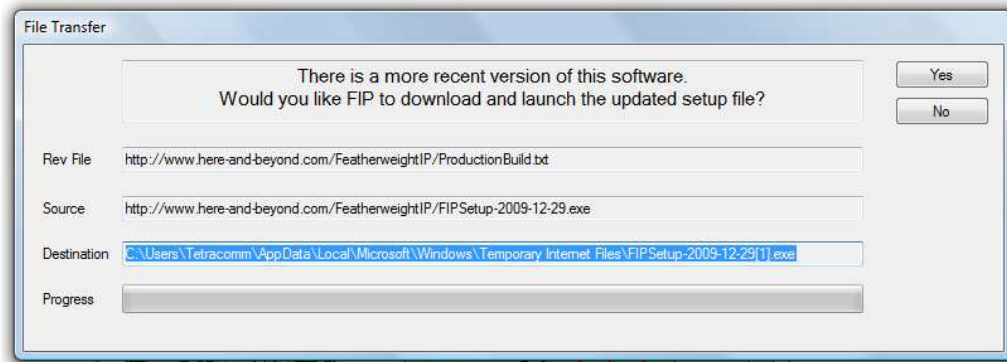 File Transfer
There is a more recent version of this software.
Would you like FIP to download and launch the updated setup file?
Yes
No
Rev File http://www.here-and-beyond.com/FeatherweightIP/ProductionBuild.txt
Source http://www.here-and-beyond.com/FeatherweightIP/FIPSetup-2009-12-29.exe
Destination C:\Users\Tetracomm\AppData\Local\Microsoft\Windows\Temporary Internet Files\FIPSetup-2009-12-29[1].exe
Progress